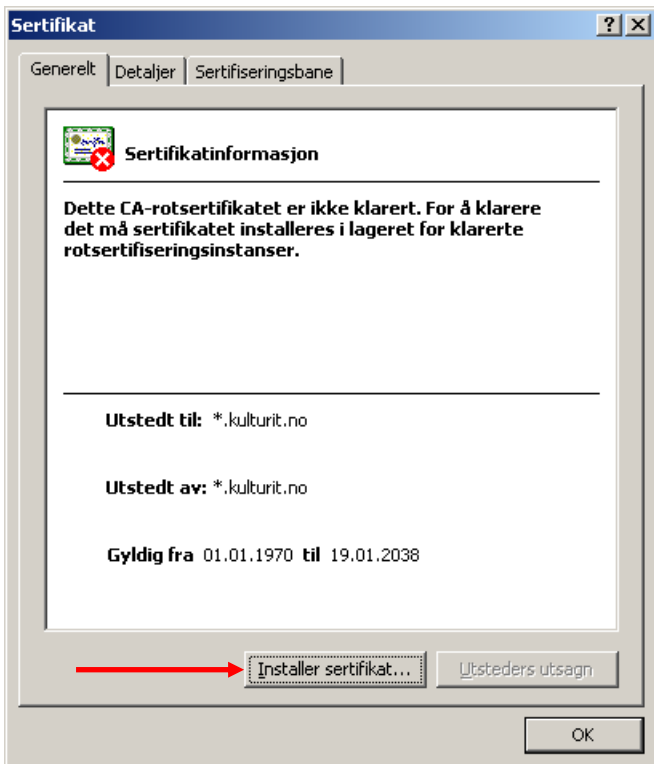 Sertifikat
Generelt Detaljer Sertifiseringsbane
Sertifikatinformasjon
Dette CA-rotsertifikatet er ikke klarert. For å klarere
det må sertifikatet installeres i lageret for klarerte
rotsertifiseringsinstanser.
Utstedt til: *.kulturit.no
Utstedt av: *.kulturit.no
Gyldig fra 01.01.1970 til 19.01.2038
Installer sertifikat... Utsteders utsagn
OK